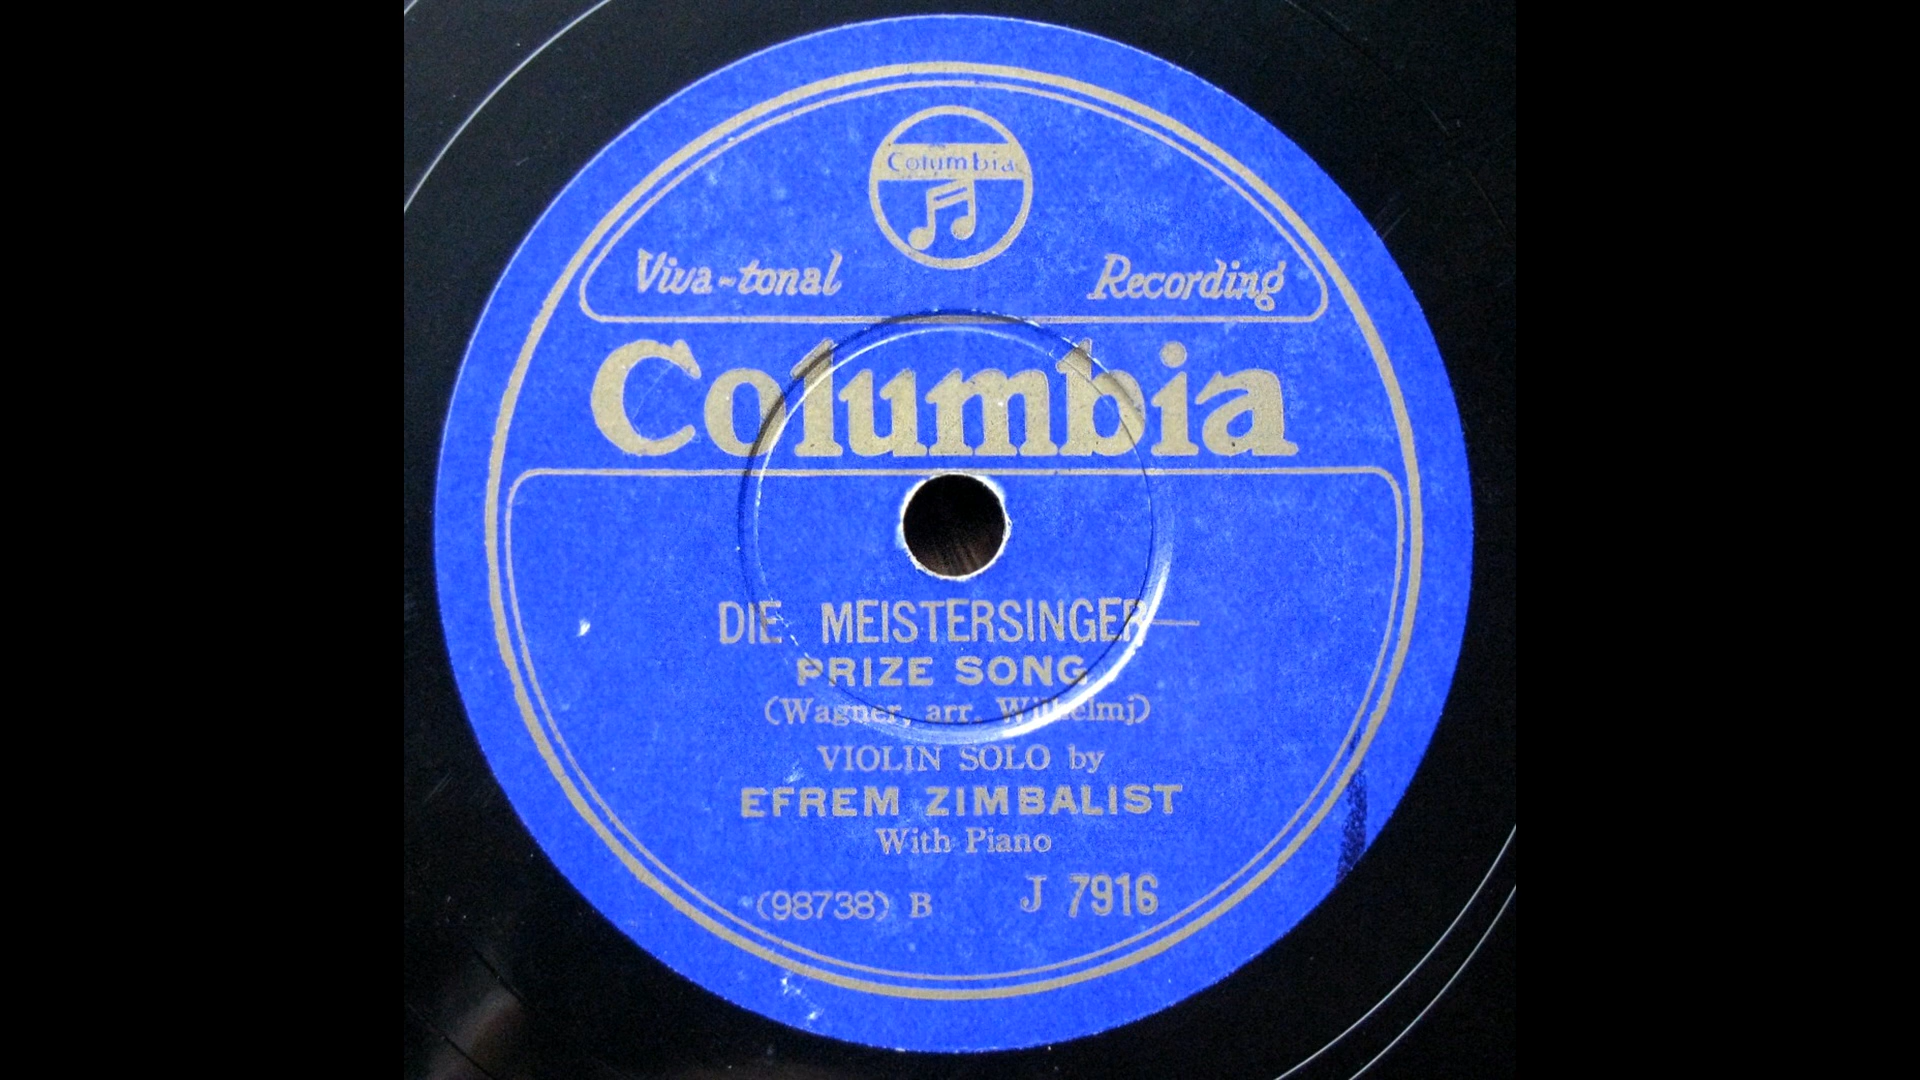 Columbia
Viva-tonal Recording
Columbia
DIE MEISTERSINGER—
PRIZE SONG
(Wagner, arr. Wilhelmj)
VIOLIN SOLO by
EFREM ZIMBALIST
With Piano
(98738) B J 7916